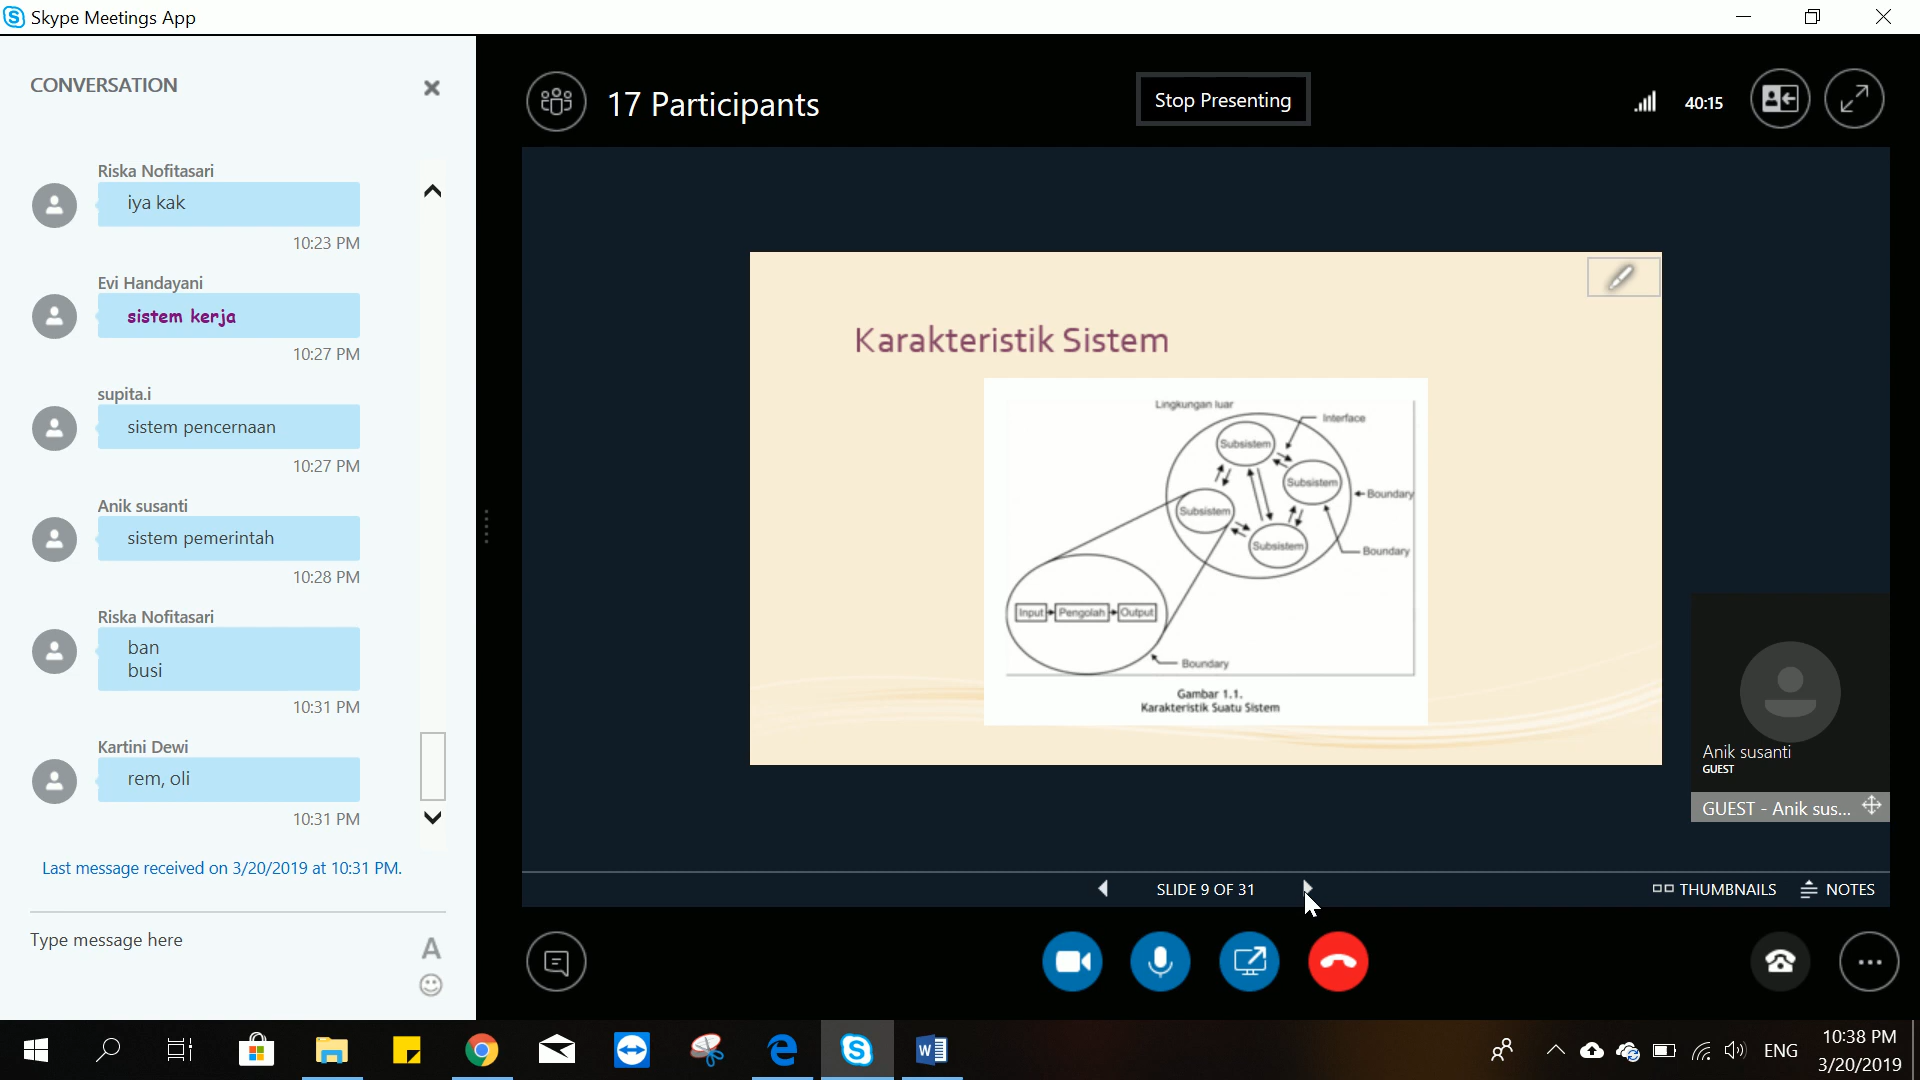 Skype Meetings App
CONVERSATION
Riska Nofitasari
iya kak
10:23 PM
Evi Handayani
sistem kerja
10:27 PM
supita.i
sistem pencernaan
10:27 PM
Anik susanti
sistem pemerintah
10:28 PM
Riska Nofitasari
ban
busi
10:31 PM
Kartini Dewi
rem, oli
10:31 PM
Last message received on 3/20/2019 at 10:31 PM.
Type message here
A
17 Participants
Stop Presenting
40:15
Karakteristik Sistem
Lingkungan luar
Interface
Subsistem
Subsistem
Boundary
Subsistem
Subsistem
Boundary
Input
Pengolah
Output
Boundary
Gambar 1.1.
Karakteristik Suatu Sistem
Anik susanti
GUEST
GUEST - Anik sus...
SLIDE 9 OF 31
THUMBNAILS
NOTES
ENG
10:38 PM
3/20/2019